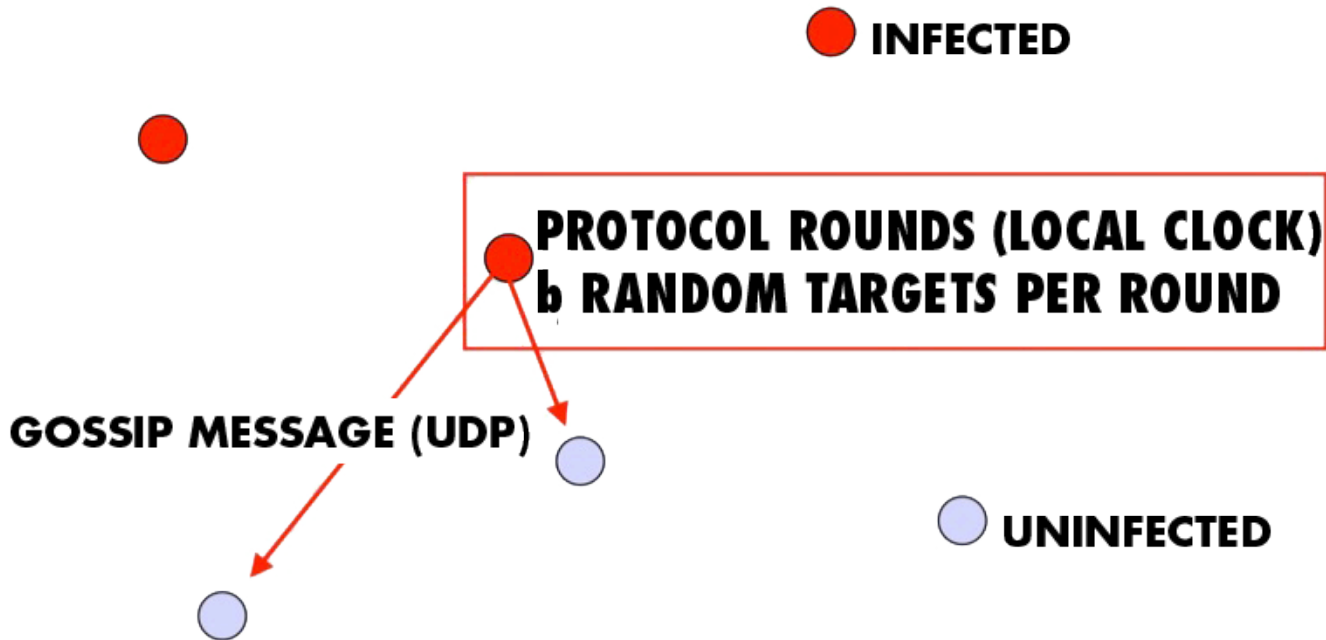 INFECTED
PROTOCOL ROUNDS (LOCAL CLOCK)
b RANDOM TARGETS PER ROUND
GOSSIP MESSAGE (UDP)
UNINFECTED